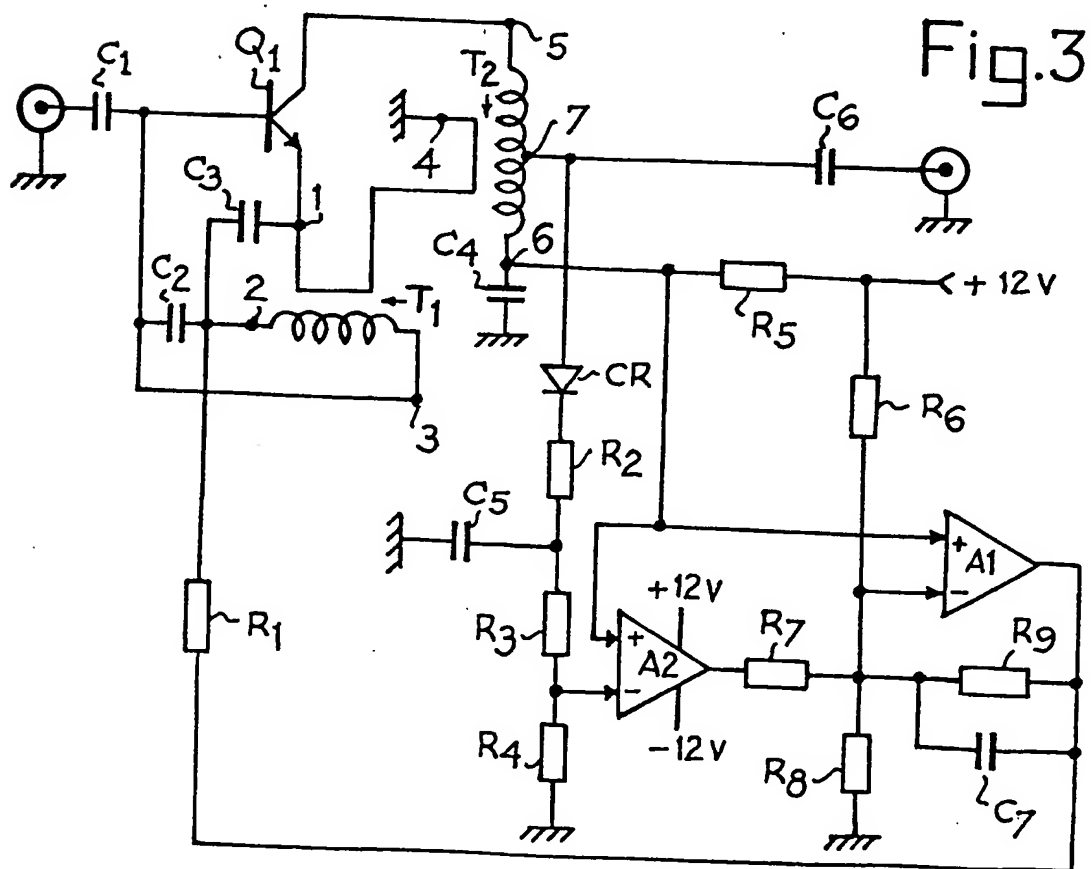 Fig.3
C1
Q1
5
T2
4
7
C6
C3
1
C4
6
+12V
C2
2
T1
R5
3
CR
R6
R2
C5
R1
+
A1
−
R3
+12V
+
A2
−
R7
R9
R4
−12V
R8
C7